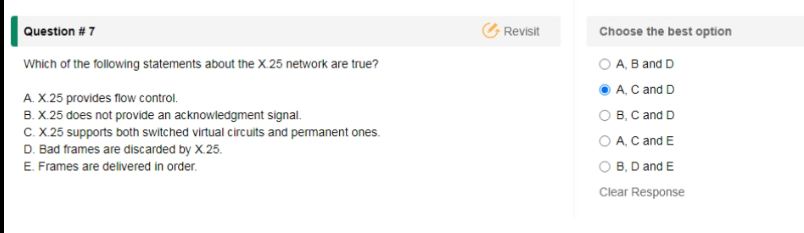 Question # 7
Revisit
Which of the following statements about the X.25 network are true?
A. X.25 provides flow control.
B. X.25 does not provide an acknowledgment signal.
C. X.25 supports both switched virtual circuits and permanent ones.
D. Bad frames are discarded by X.25.
E. Frames are delivered in order.
Choose the best option
A, B and D
A, C and D
B, C and D
A, C and E
B, D and E
Clear Response